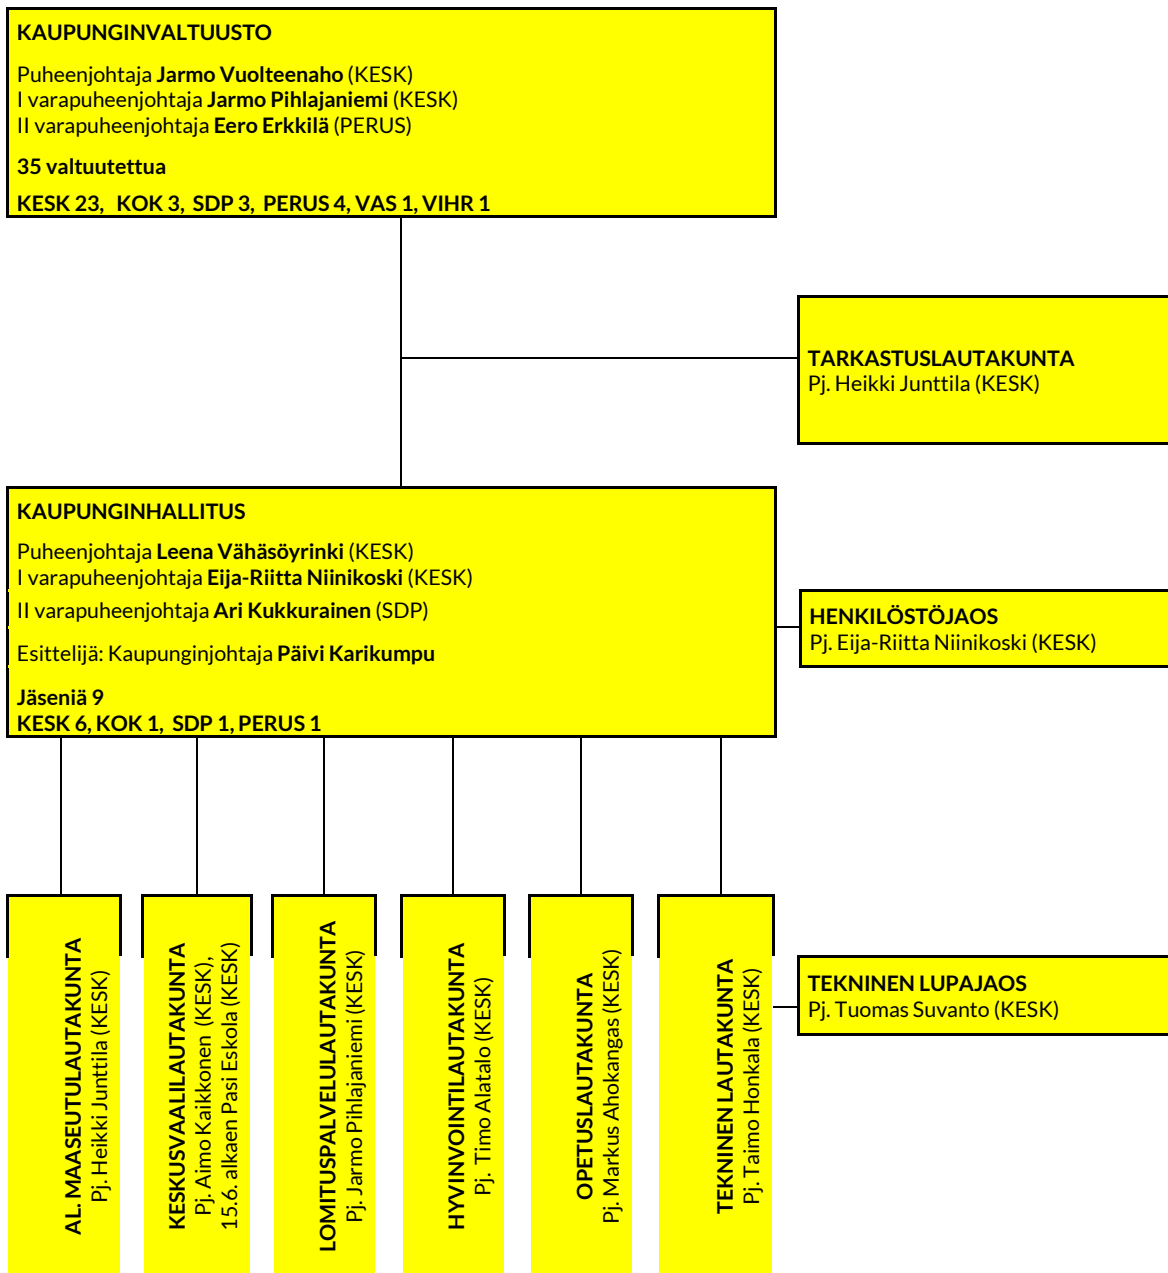 KAUPUNGINVALTUUSTO
Puheenjohtaja Jarmo Vuolteenaho (KESK)
I varapuheenjohtaja Jarmo Pihlajaniemi (KESK)
II varapuheenjohtaja Eero Erkkilä (PERUS)
35 valtuutettua
KESK 23, KOK 3, SDP 3, PERUS 4, VAS 1, VIHR 1
TARKASTUSLAUTAKUNTA
Pj. Heikki Junttila (KESK)
KAUPUNGINHALLITUS
Puheenjohtaja Leena Vähäsöyrinki (KESK)
I varapuheenjohtaja Eija-Riitta Niinikoski (KESK)
II varapuheenjohtaja Ari Kukkurainen (SDP)
Esittelijä: Kaupunginjohtaja Päivi Karikumpu
Jäseniä 9
KESK 6, KOK 1, SDP 1, PERUS 1
HENKILÖSTÖJAOS
Pj. Eija-Riitta Niinikoski (KESK)
AL. MAASEUTULAUTAKUNTA
Pj. Heikki Junttila (KESK)
KESKUSVAALILAUTAKUNTA
Pj. Aimo Kaikkonen (KESK),
15.6. alkaen Pasi Eskola (KESK)
LOMITUSPALVELULAUTAKUNTA
Pj. Jarmo Pihlajaniemi (KESK)
HYVINVOINTILAUTAKUNTA
Pj. Timo Alatalo (KESK)
OPETUSLAUTAKUNTA
Pj. Markus Ahokangas (KESK)
TEKNINEN LAUTAKUNTA
Pj. Taimo Honkala (KESK)
TEKNINEN LUPAJAOS
Pj. Tuomas Suvanto (KESK)